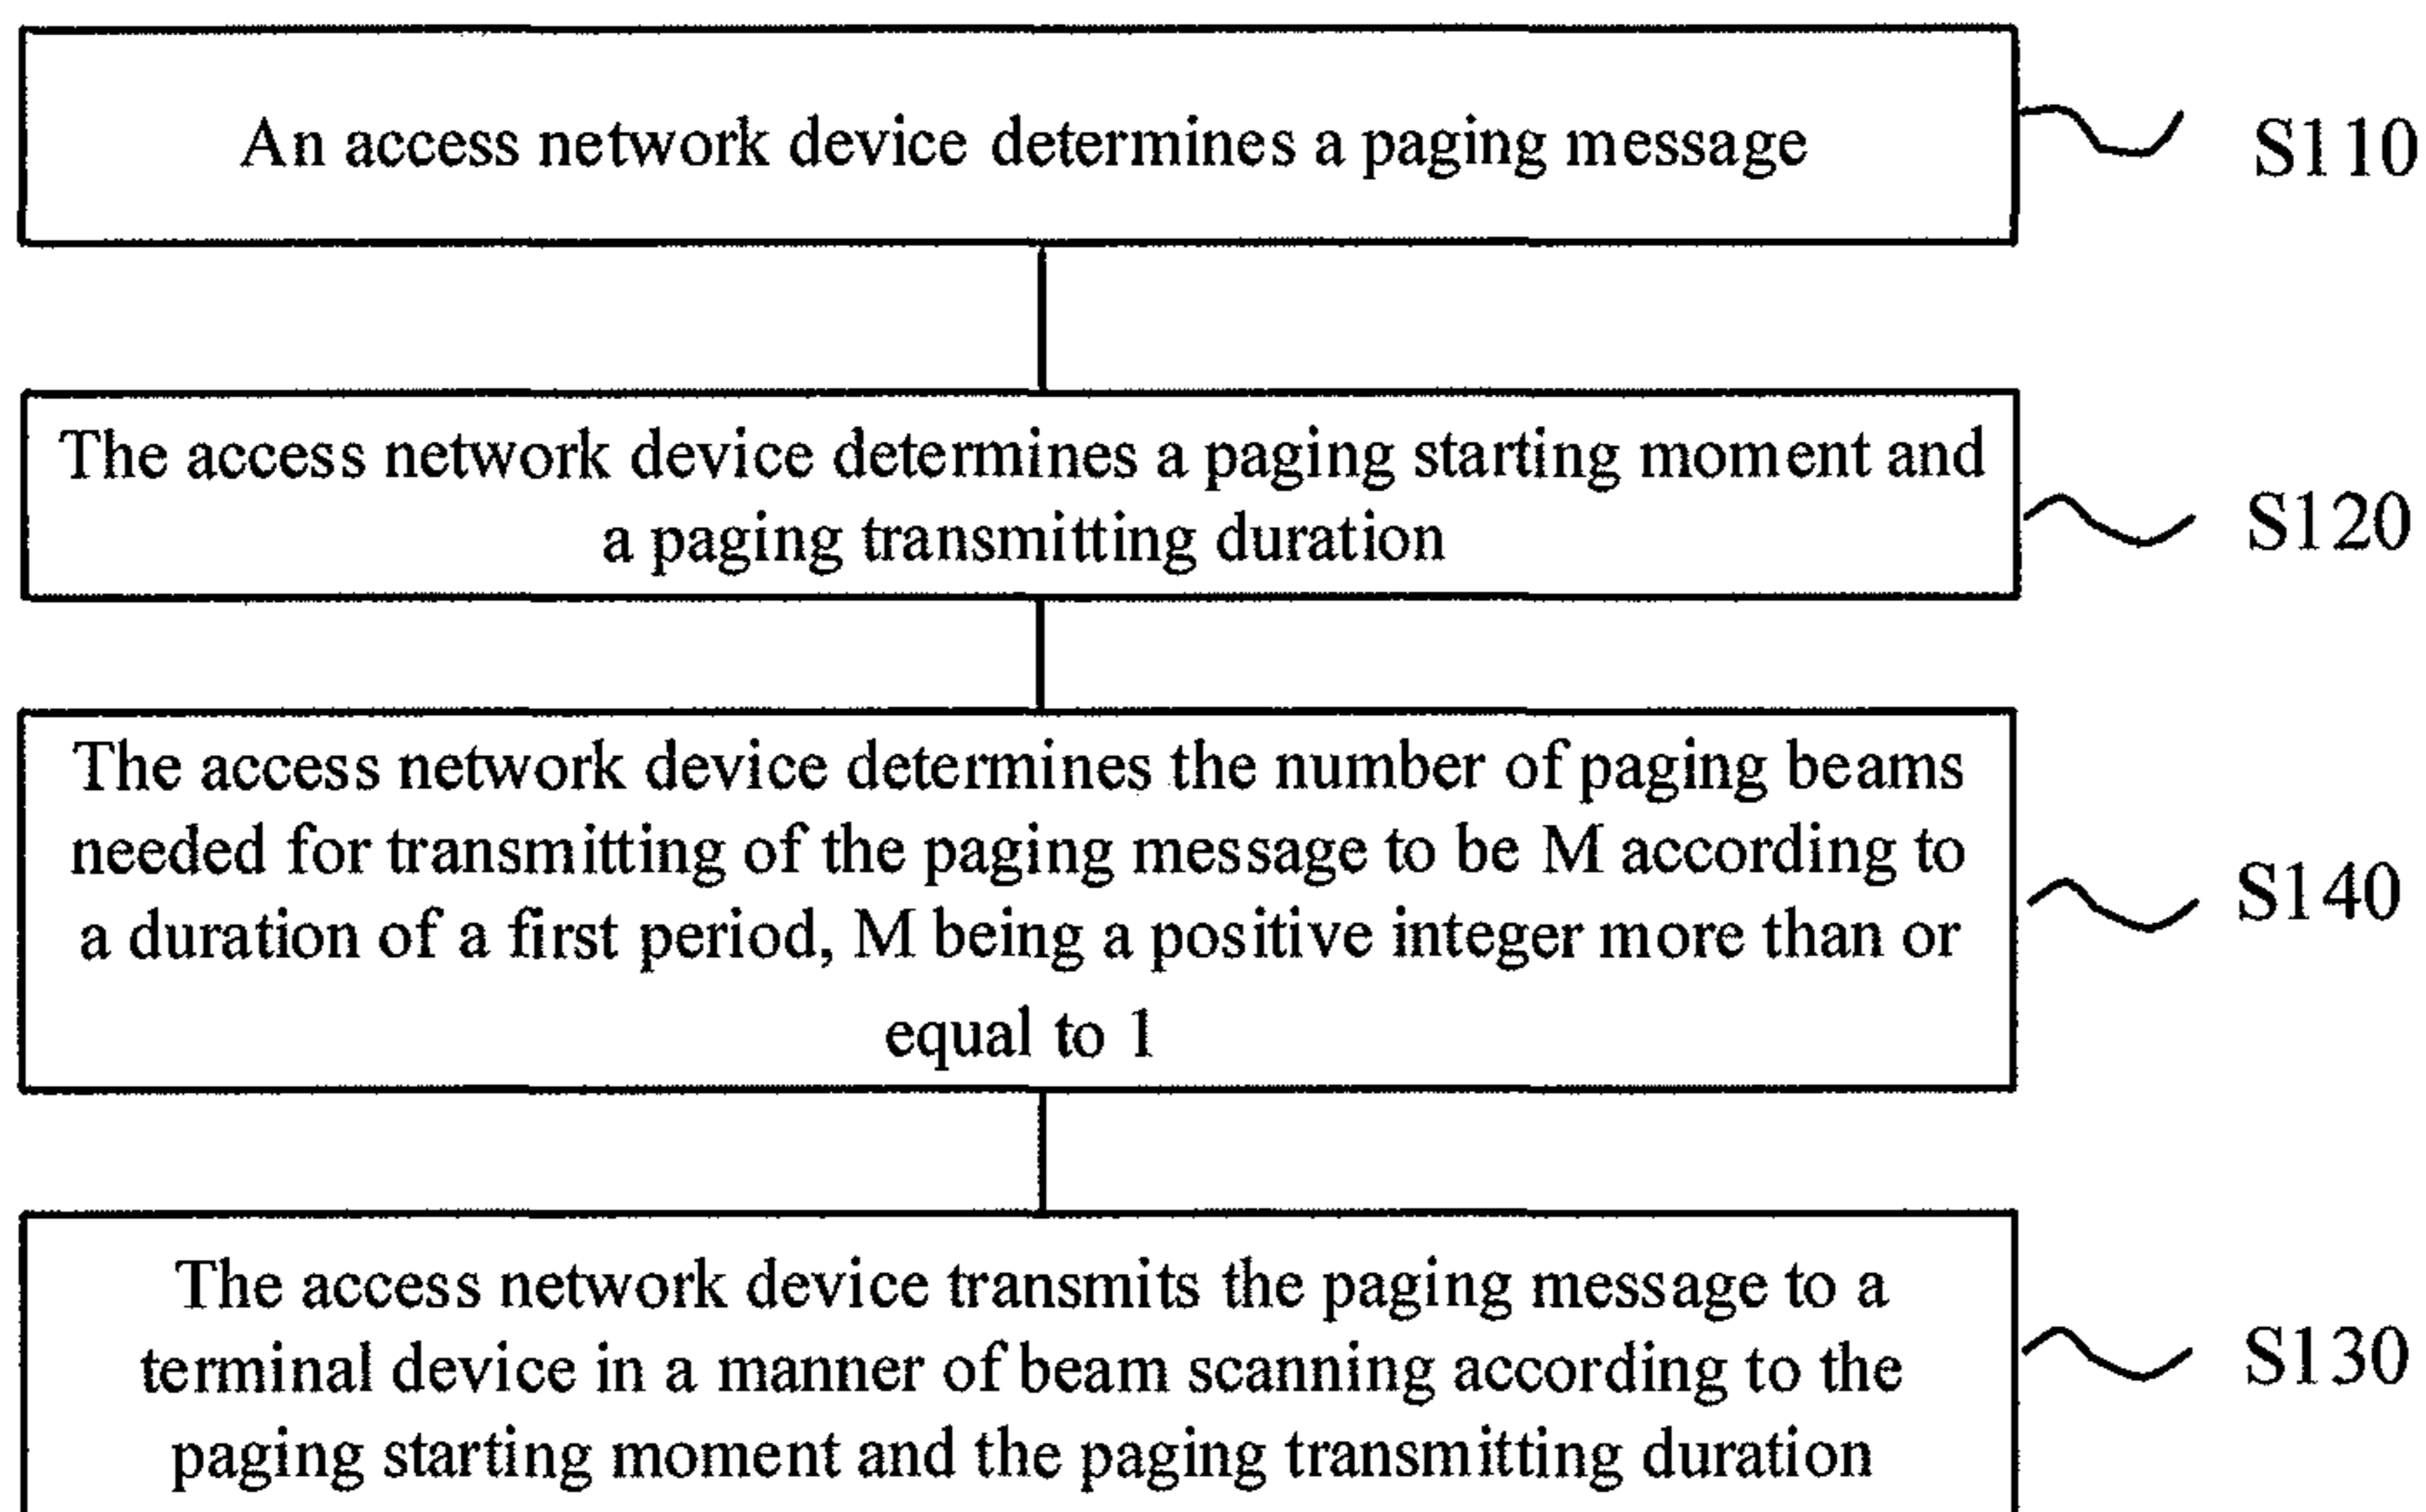 An access network device determines a paging message
S110
The access network device determines a paging starting moment and
a paging transmitting duration
S120
The access network device determines the number of paging beams
needed for transmitting of the paging message to be M according to
a duration of a first period, M being a positive integer more than or
equal to 1
S140
The access network device transmits the paging message to a
terminal device in a manner of beam scanning according to the
paging starting moment and the paging transmitting duration
S130